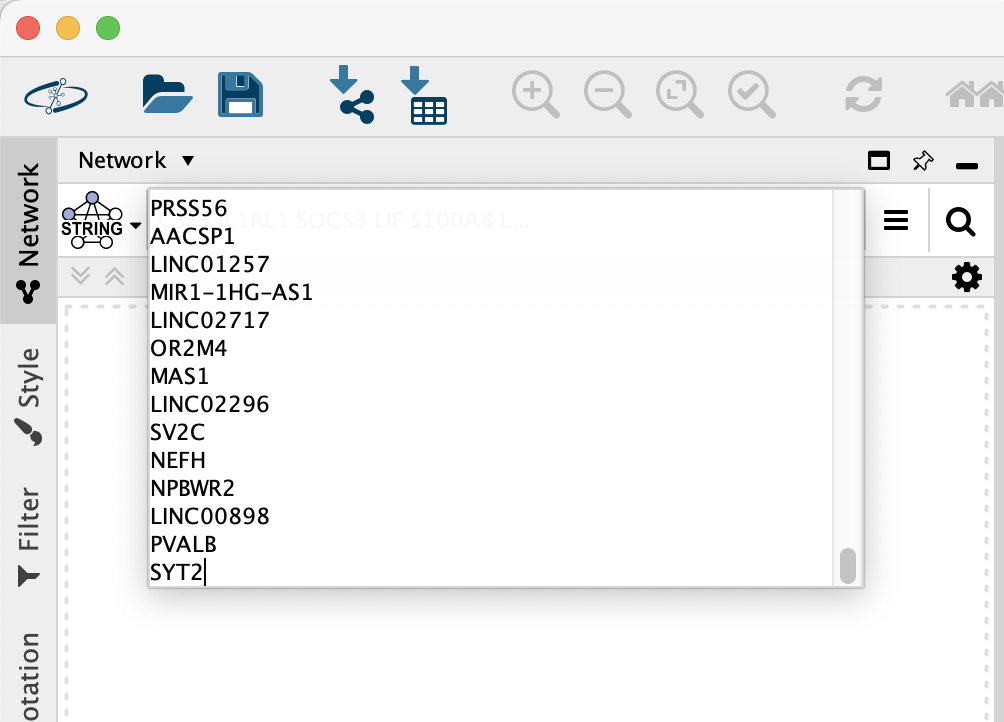 Network ▼
Network
Style
Filter
otation
STRING
1RL1 SOCS3 LIF S100A8 L...
PRSS56
AACSP1
LINC01257
MIR1-1HG-AS1
LINC02717
OR2M4
MAS1
LINC02296
SV2C
NEFH
NPBWR2
LINC00898
PVALB
SYT2